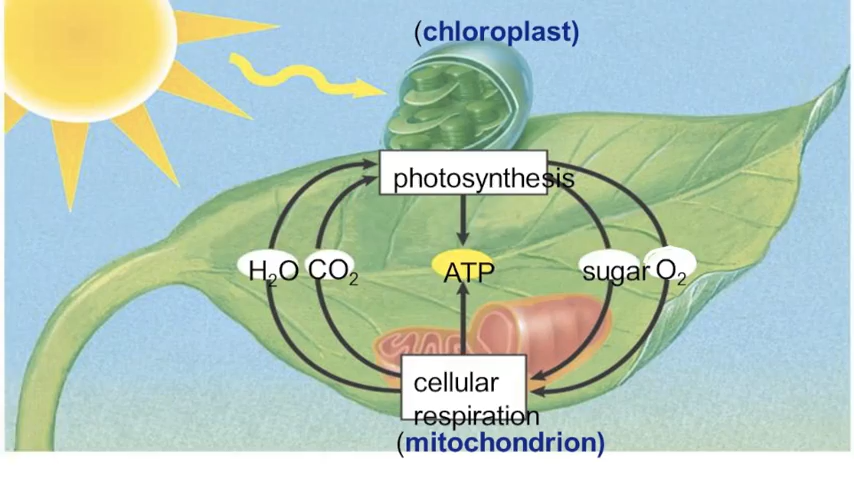 (chloroplast)
photosynthesis
H₂O CO₂ ATP sugar O₂
cellular
respiration
(mitochondrion)